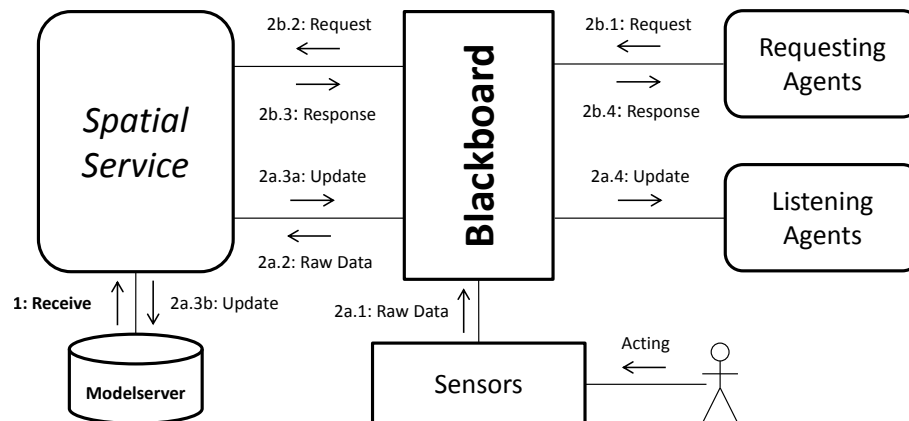 2b.2: Request
2b.1: Request
Requesting
Agents
Blackboard
Spatial
Service
2b.3: Response
2b.4: Response
2a.3a: Update
2a.4: Update
Listening
Agents
2a.2: Raw Data
1: Receive
2a.3b: Update
2a.1: Raw Data
Acting
Modelserver
Sensors